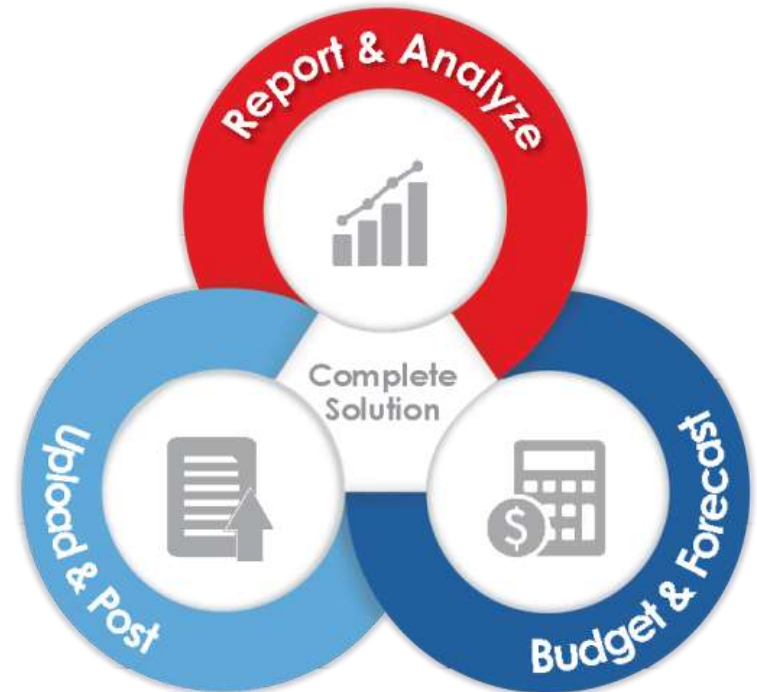 Report & Analyze
Complete
Solution
Upload & Post
Budget & Forecast
$